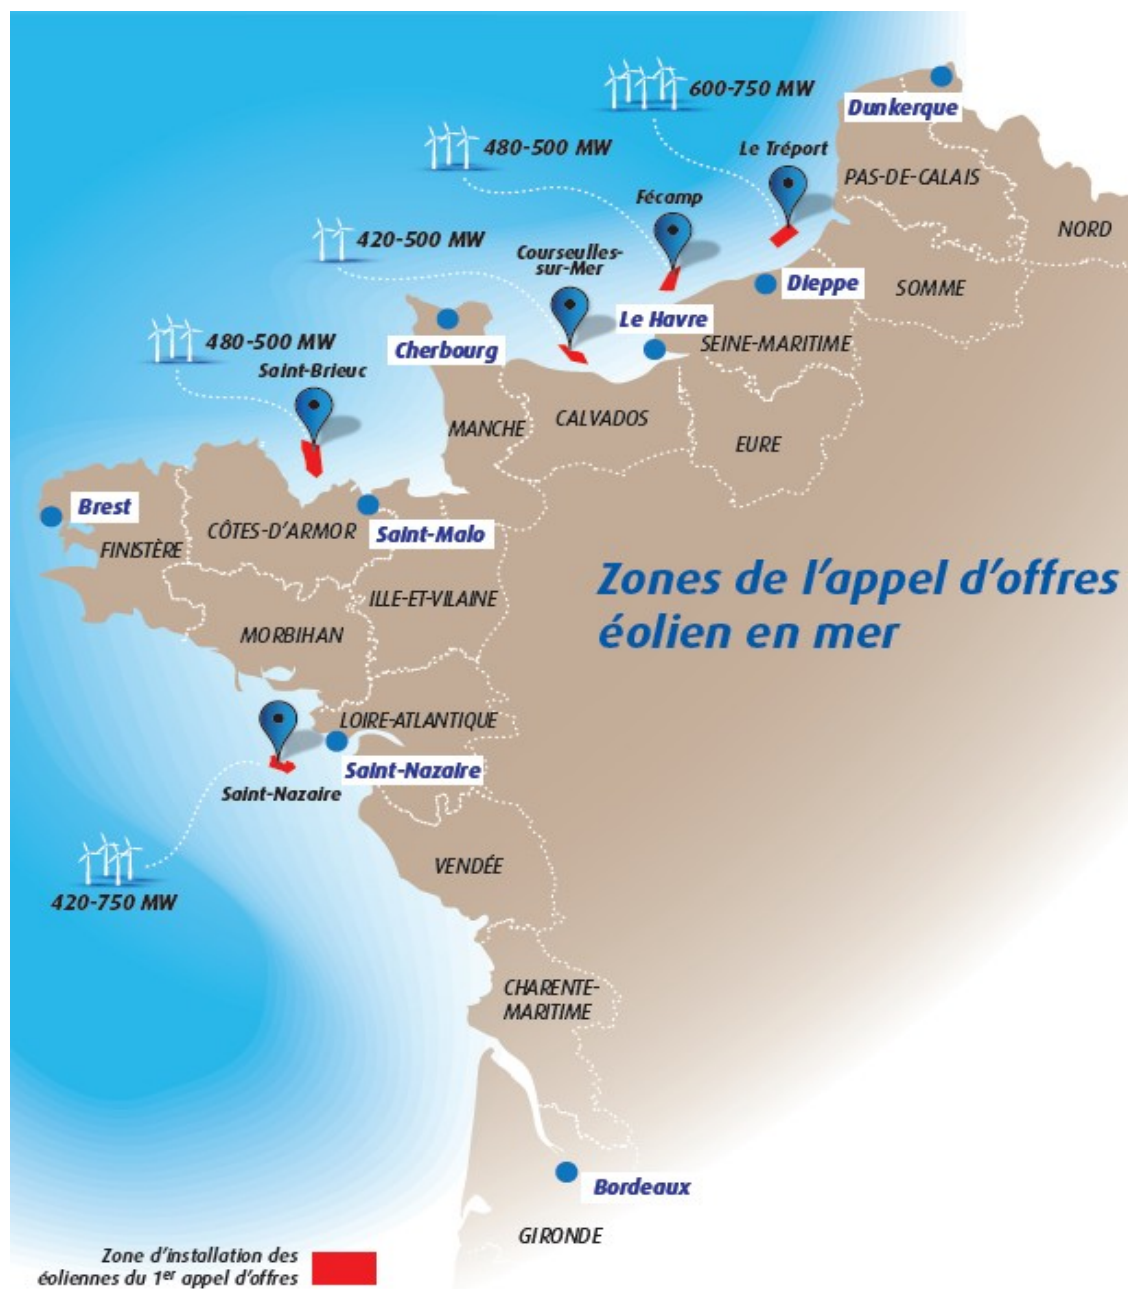 600-750 MW
Dunkerque
480-500 MW
Le Tréport
PAS-DE-CALAIS
Fécamp
NORD
420-500 MW
Courseulles-
sur-Mer
Dieppe
SOMME
Le Havre
480-500 MW
Cherbourg
SEINE-MARITIME
Saint-Brieuc
MANCHE
CALVADOS
EURE
Brest
CÔTES-D'ARMOR
Saint-Malo
FINISTÈRE
Zones de l'appel d'offres
éolien en mer
ILLE-ET-VILAINE
MORBIHAN
LOIRE-ATLANTIQUE
Saint-Nazaire
Saint-Nazaire
VENDÉE
420-750 MW
CHARENTE-
MARITIME
Bordeaux
GIRONDE
Zone d'installation des
éoliennes du 1er appel d'offres